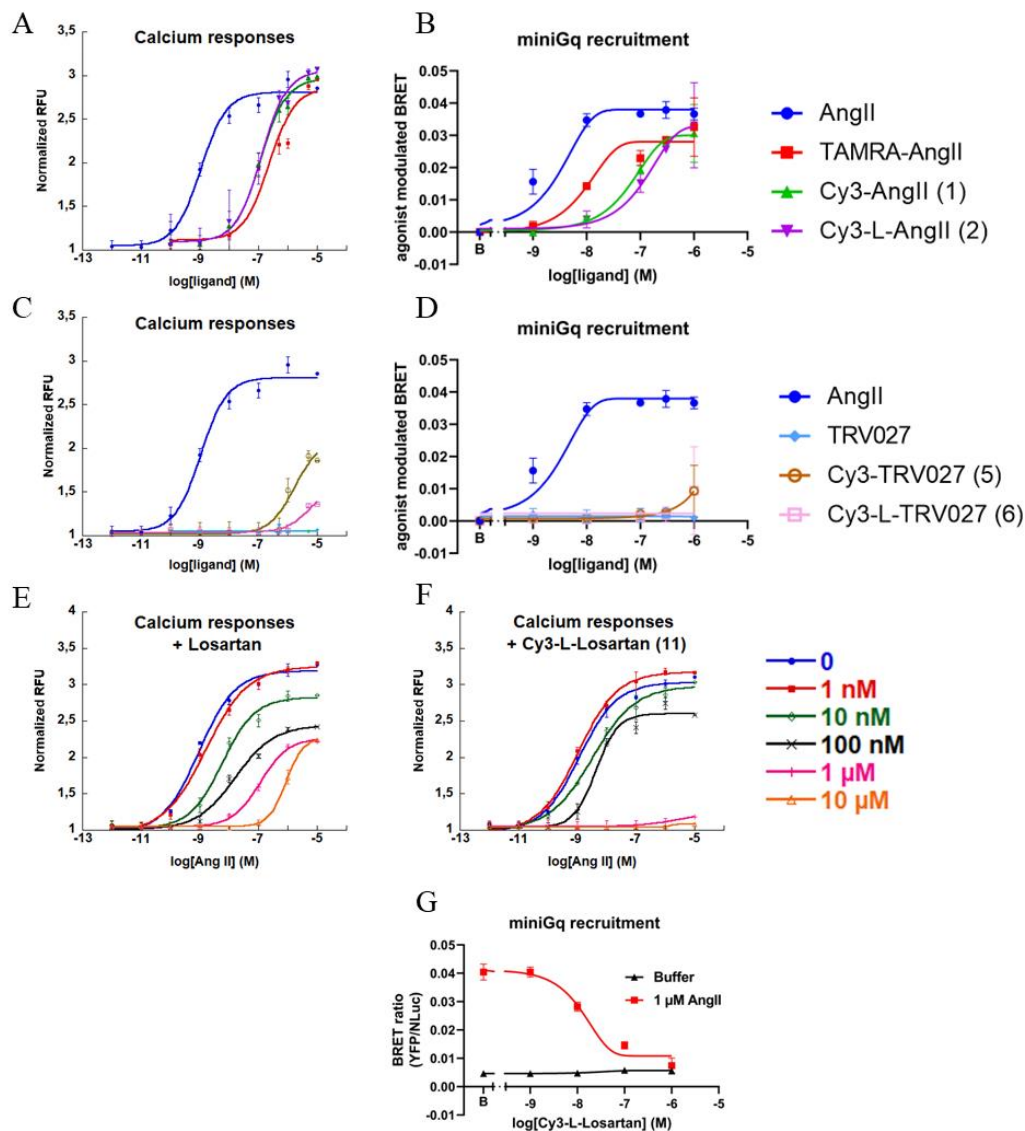 A
Calcium responses
Normalized RFU
3,5
3
2,5
2
1,5
1
-13 -11 -9 -7 -5 -3
log[ligand] (M)
B
miniGq recruitment
agonist modulated BRET
0.05
0.04
0.03
0.02
0.01
0.00
-0.01
B -9 -8 -7 -6 -5
log[ligand] (M)
AngII
TAMRA-AngII
Cy3-AngII (1)
Cy3-L-AngII (2)
C
Calcium responses
Normalized RFU
3,5
3
2,5
2
1,5
1
-13 -11 -9 -7 -5 -3
log[ligand] (M)
D
miniGq recruitment
agonist modulated BRET
0.05
0.04
0.03
0.02
0.01
0.00
-0.01
B -9 -8 -7 -6 -5
log[ligand] (M)
AngII
TRV027
Cy3-TRV027 (5)
Cy3-L-TRV027 (6)
E
Calcium responses
+ Losartan
Normalized RFU
4
3,5
3
2,5
2
1,5
1
-13 -11 -9 -7 -5 -3
log[Ang II] (M)
F
Calcium responses
+ Cy3-L-Losartan (11)
Normalized RFU
4
3,5
3
2,5
2
1,5
1
-13 -11 -9 -7 -5 -3
log[Ang II] (M)
0
1 nM
10 nM
100 nM
1 µM
10 µM
G
miniGq recruitment
BRET ratio
(YFP/NLuc)
0.05
0.04
0.03
0.02
0.01
0.00
-0.01
Buffer
1 µM AngII
B -9 -8 -7 -6 -5
log[Cy3-L-Losartan] (M)